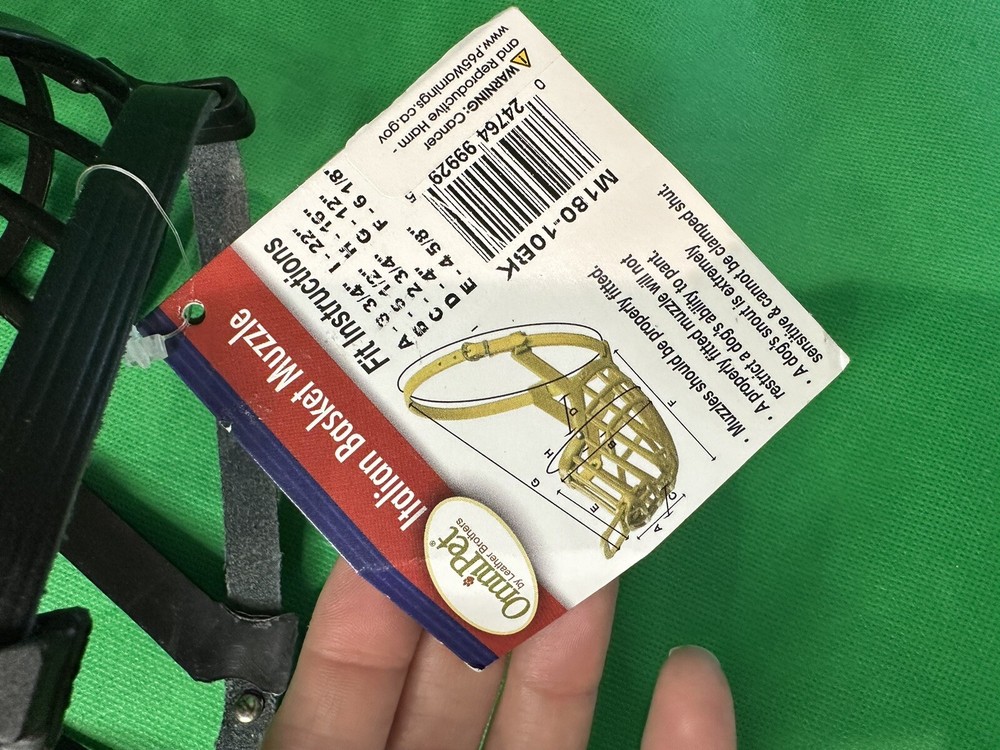 OmniPet®
by Leather Brothers
Italian Basket Muzzle
Fit Instructions
A - 3 3/4" I - 22"
B - 5 1/2" H - 16"
C - 2 3/4" G - 12"
D - 4" F - 6 1/8"
E - 4 5/8"
M180-10BK
0 24764 99929 5
WARNING: Cancer
and Reproductive Harm -
www.P65Warnings.ca.gov
A
C
E
B
F
G
H
D
I
• Muzzles should be properly fitted.
• A properly fitted muzzle will not
restrict a dog's ability to pant.
• A dog's snout is extremely
sensitive & cannot be clamped shut.